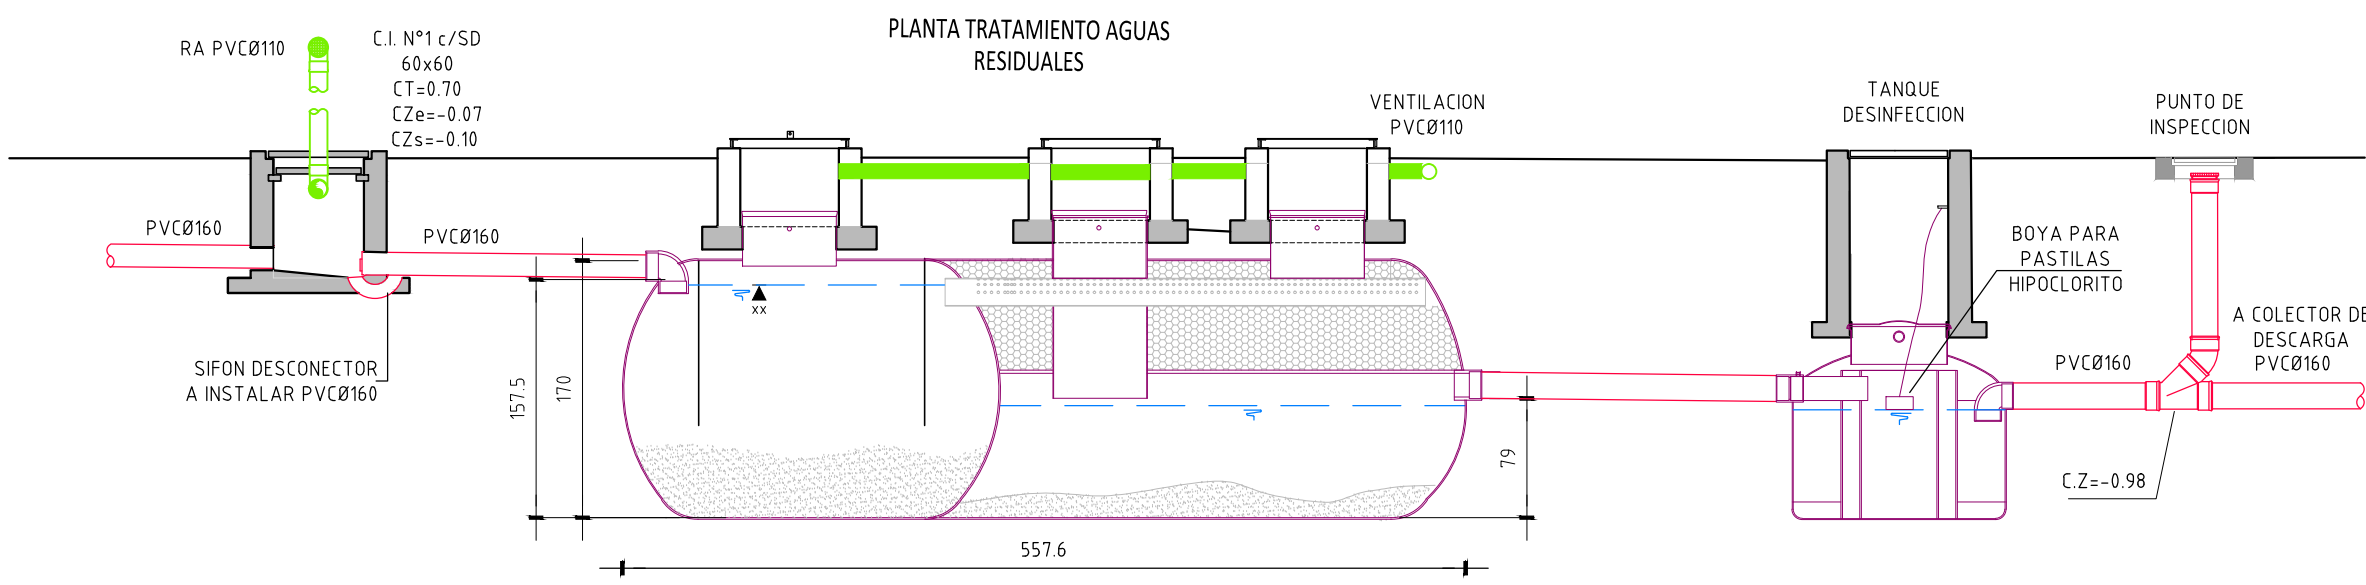 PLANTA TRATAMIENTO AGUAS
RESIDUALES
RA PVCØ110
C.I. N°1 c/SD
60x60
CT=0.70
CZe=-0.07
CZs=-0.10
VENTILACION
PVCØ110
TANQUE
DESINFECCION
PUNTO DE
INSPECCION
PVCØ160
PVCØ160
BOYA PARA
PASTILAS
HIPOCLORITO
xx
A COLECTOR DE
DESCARGA
PVCØ160
PVCØ160
SIFON DESCONECTOR
A INSTALAR PVCØ160
157.5
170
79
C.Z=-0.98
557.6